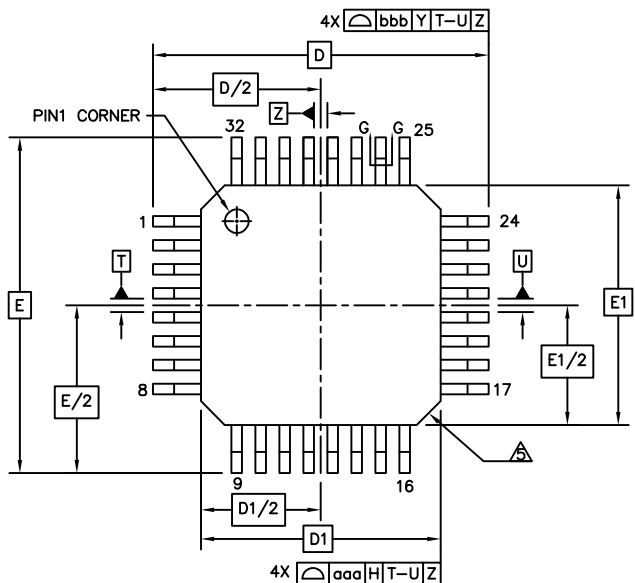 4X ⌓ bbb Y T-U Z
D
D/2
Z
PIN1 CORNER
32
G G 25
1
24
T
U
E
E1
E1/2
E/2
8
17
5
9
16
D1/2
D1
4X ⌓ aaa H T-U Z